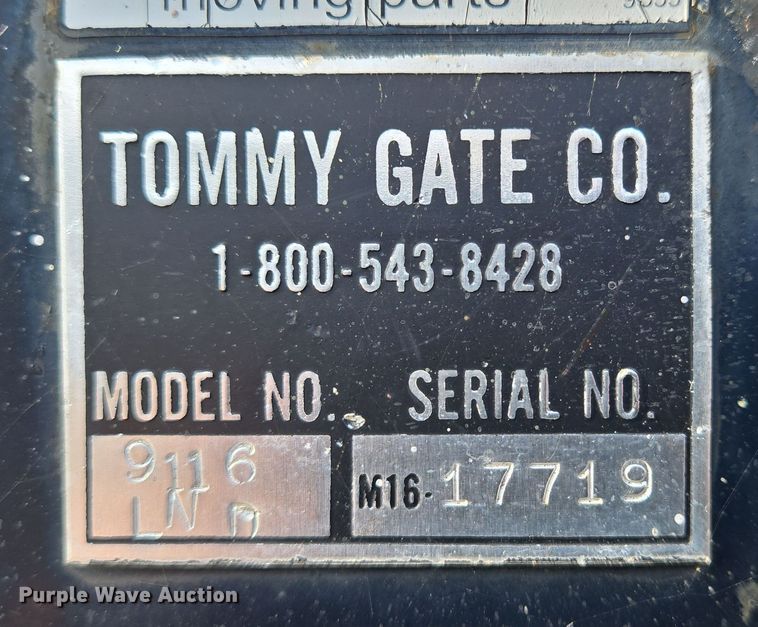 moving parts
TOMMY GATE CO.
1-800-543-8428
MODEL NO. SERIAL NO.
9116 M16-17719
LN
Purple Wave Auction